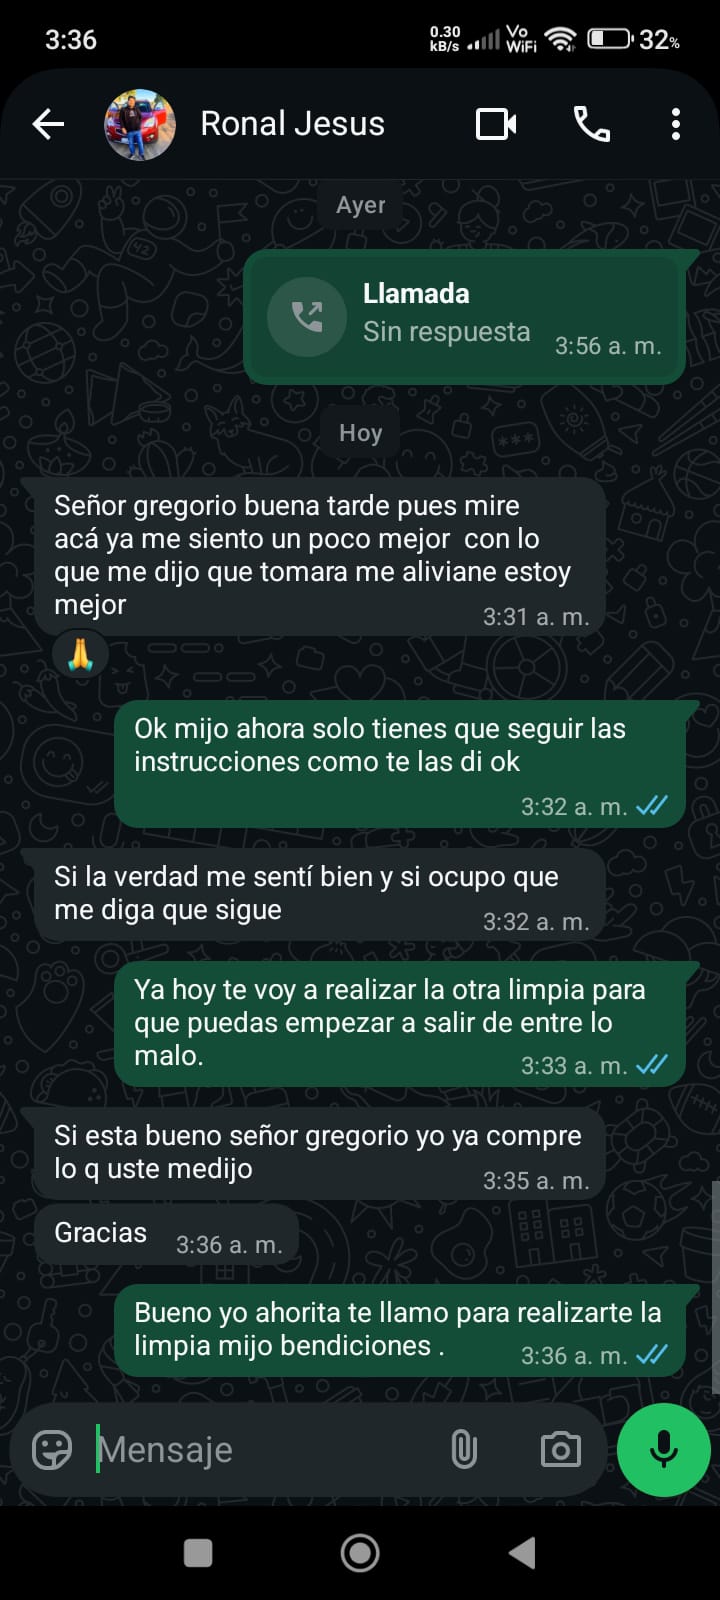 3:36
0.30 kB/s
Vo WiFi
32%
Ronal Jesus
Ayer
Llamada
Sin respuesta
3:56 a. m.
Hoy
Señor gregorio buena tarde pues mire
acá ya me siento un poco mejor con lo
que me dijo que tomara me aliviane estoy
mejor
3:31 a. m.
🙏
Ok mijo ahora solo tienes que seguir las
instrucciones como te las di ok
3:32 a. m.
Si la verdad me sentí bien y si ocupo que
me diga que sigue
3:32 a. m.
Ya hoy te voy a realizar la otra limpia para
que puedas empezar a salir de entre lo
malo.
3:33 a. m.
Si esta bueno señor gregorio yo ya compre
lo q uste medijo
3:35 a. m.
Gracias
3:36 a. m.
Bueno yo ahorita te llamo para realizarte la
limpia mijo bendiciones .
3:36 a. m.
Mensaje